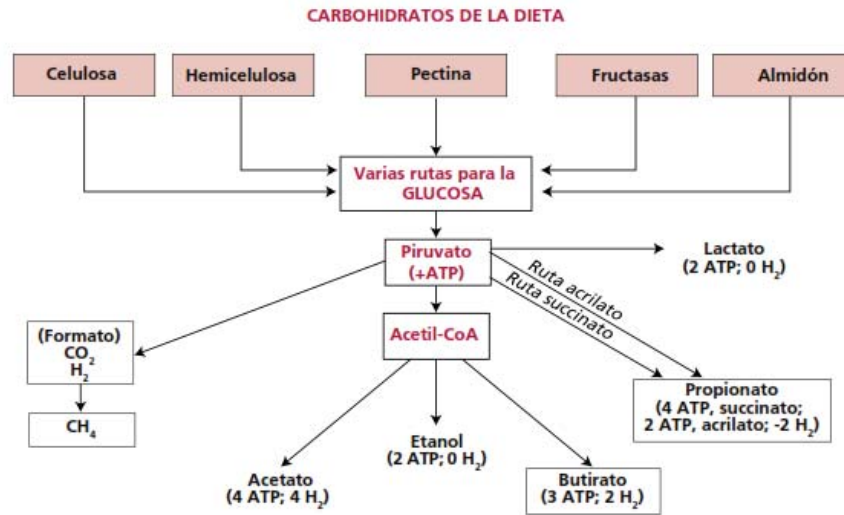 CARBOHIDRATOS DE LA DIETA
Celulosa
Hemicelulosa
Pectina
Fructasas
Almidón
Varias rutas para la
GLUCOSA
Piruvato
(+ATP)
Lactato
(2 ATP; 0 H₂)
Ruta acrilato
Ruta succinato
Acetil-CoA
(Formato)
CO₂
H₂
CH₄
Propionato
(4 ATP, succinato;
2 ATP, acrilato; -2 H₂)
Etanol
(2 ATP; 0 H₂)
Acetato
(4 ATP; 4 H₂)
Butirato
(3 ATP; 2 H₂)